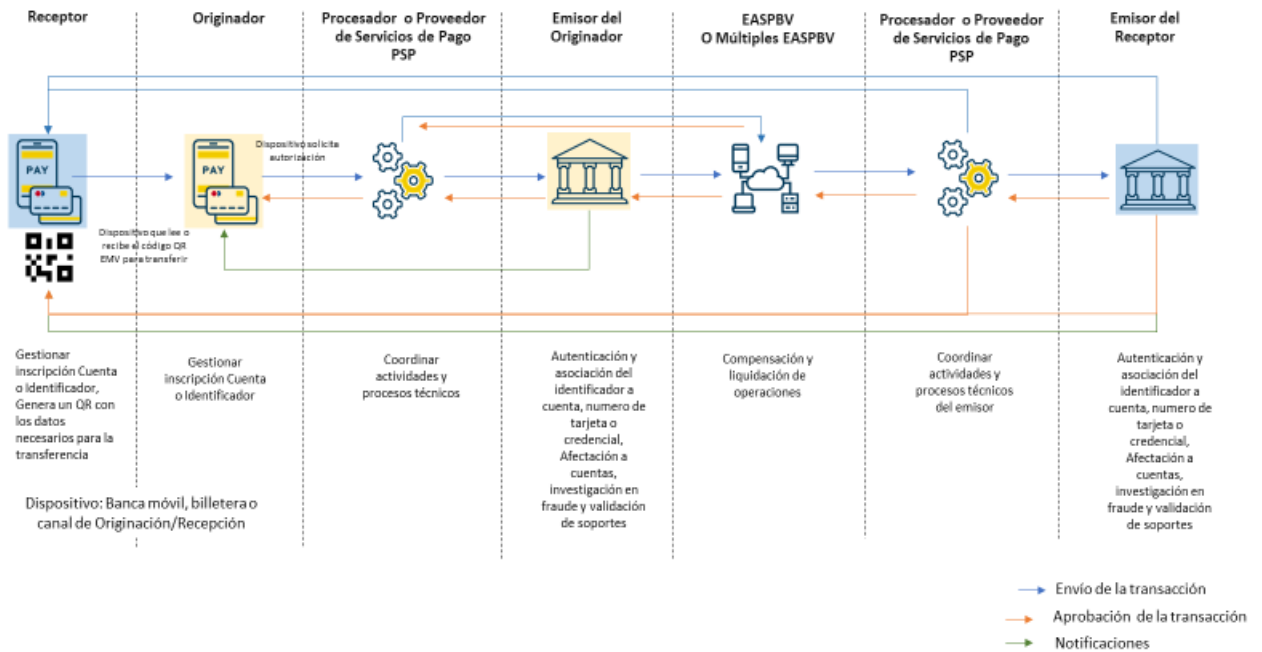 Receptor
Originador
Procesador o Proveedor
de Servicios de Pago
PSP
Emisor del
Originador
EASPBV
O Múltiples EASPBV
Procesador o Proveedor
de Servicios de Pago
PSP
Emisor del
Receptor
PAY
PAY
Dispositivo solicita
autorización
Dispositivo que lee o
recibe el código QR
EMV para transferir
Gestionar
inscripción Cuenta
o Identificador,
Genera un QR con
los datos
necesarios para la
transferencia
Gestionar
inscripción Cuenta
o Identificador
Coordinar
actividades y
procesos técnicos
Autenticación y
asociación del
identificador a
cuenta, numero de
tarjeta o
credencial,
Afectación a
cuentas,
investigación en
fraude y validación
de soportes
Compensación y
liquidación de
operaciones
Coordinar
actividades y
procesos técnicos
del emisor
Autenticación y
asociación del
identificador a
cuenta, numero de
tarjeta o
credencial,
Afectación a
cuentas,
investigación en
fraude y validación
de soportes
Dispositivo: Banca móvil, billetera o
canal de Originación/Recepción
Envío de la transacción
Aprobación de la transacción
Notificaciones